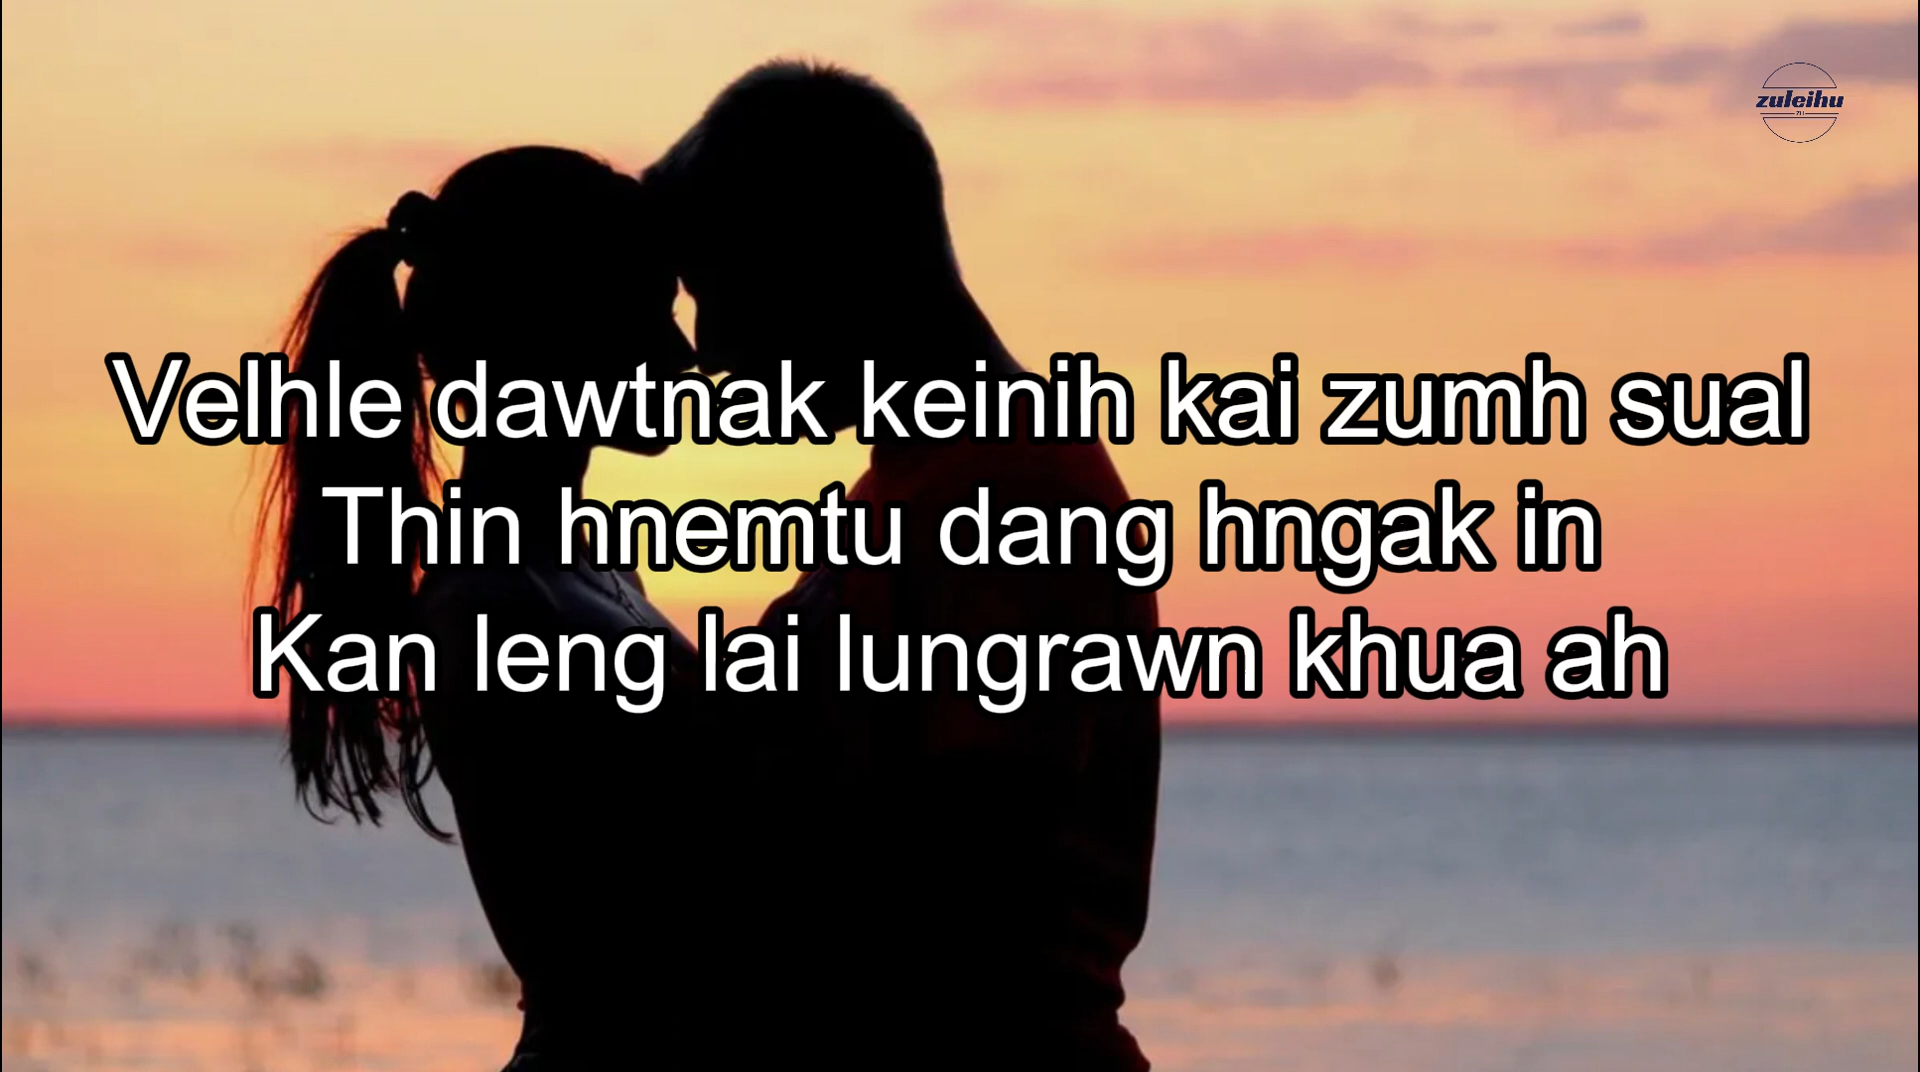 zuleihu
Velhle dawtnak keinih kai zumh sual
Thin hnemtu dang hngak in
Kan leng lai lungrawn khua ah